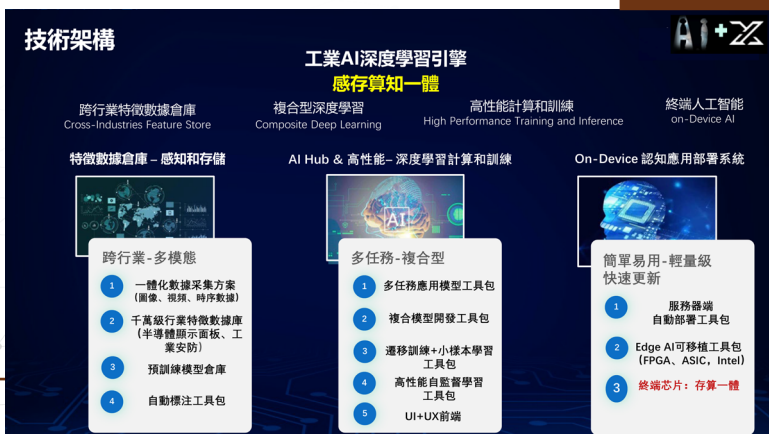 技術架構
Ai+X
工業AI深度學習引擎
感存算知一體
跨行業特徵數據倉庫
Cross-Industries Feature Store
複合型深度學習
Composite Deep Learning
高性能計算和訓練
High Performance Training and Inference
終端人工智能
on-Device AI
特徵數據倉庫 – 感知和存儲
AI Hub & 高性能– 深度學習計算和訓練
On-Device 認知應用部署系統
AI
跨行業-多模態
1 一體化數據采集方案
(圖像、視頻、時序數據)
2 千萬級行業特徵數據庫
(半導體顯示面板、工
業安防)
3 預訓練模型倉庫
4 自動標注工具包
多任務-複合型
1 多任務應用模型工具包
2 複合模型開發工具包
3 遷移訓練+小樣本學習
工具包
4 高性能自監督學習
工具包
5 UI+UX前端
簡單易用-輕量級
快速更新
1 服務器端
自動部署工具包
2 Edge AI可移植工具包
(FPGA、ASIC, Intel)
3 終端芯片：存算一體